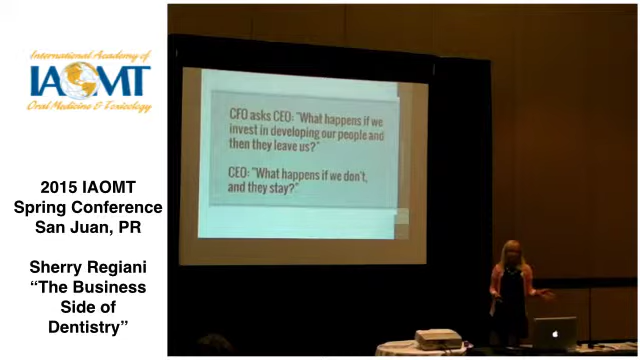 International Academy of
IAOMT
Oral Medicine & Toxicology
2015 IAOMT
Spring Conference
San Juan, PR
Sherry Regiani
“The Business
Side of
Dentistry”
CFO asks CEO: "What happens if we
invest in developing our people and
then they leave us?"
CEO: "What happens if we don't,
and they stay?"